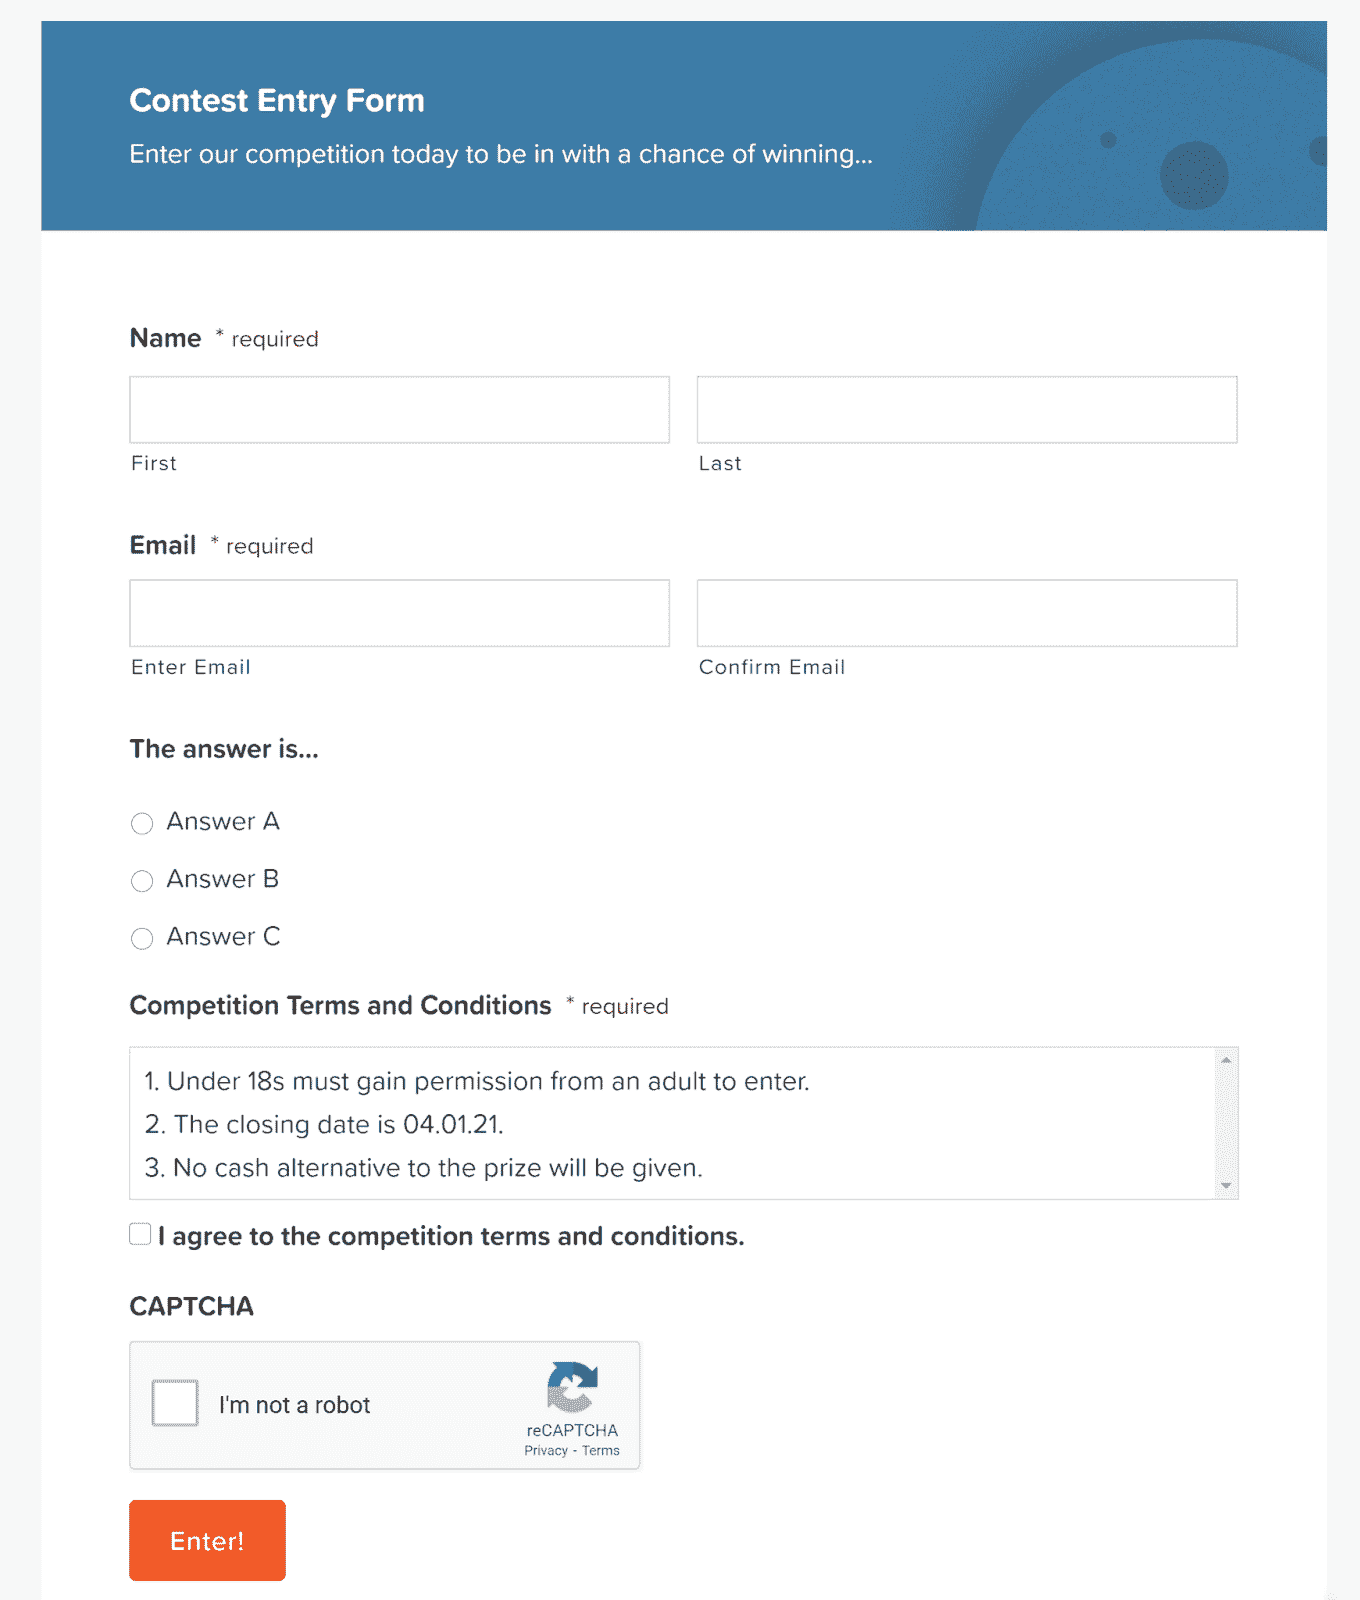 Contest Entry Form
Enter our competition today to be in with a chance of winning...
Name * required
First Last
Email * required
Enter Email Confirm Email
The answer is...
Answer A
Answer B
Answer C
Competition Terms and Conditions * required
1. Under 18s must gain permission from an adult to enter.
2. The closing date is 04.01.21.
3. No cash alternative to the prize will be given.
I agree to the competition terms and conditions.
CAPTCHA
I'm not a robot
reCAPTCHA
Privacy - Terms
Enter!